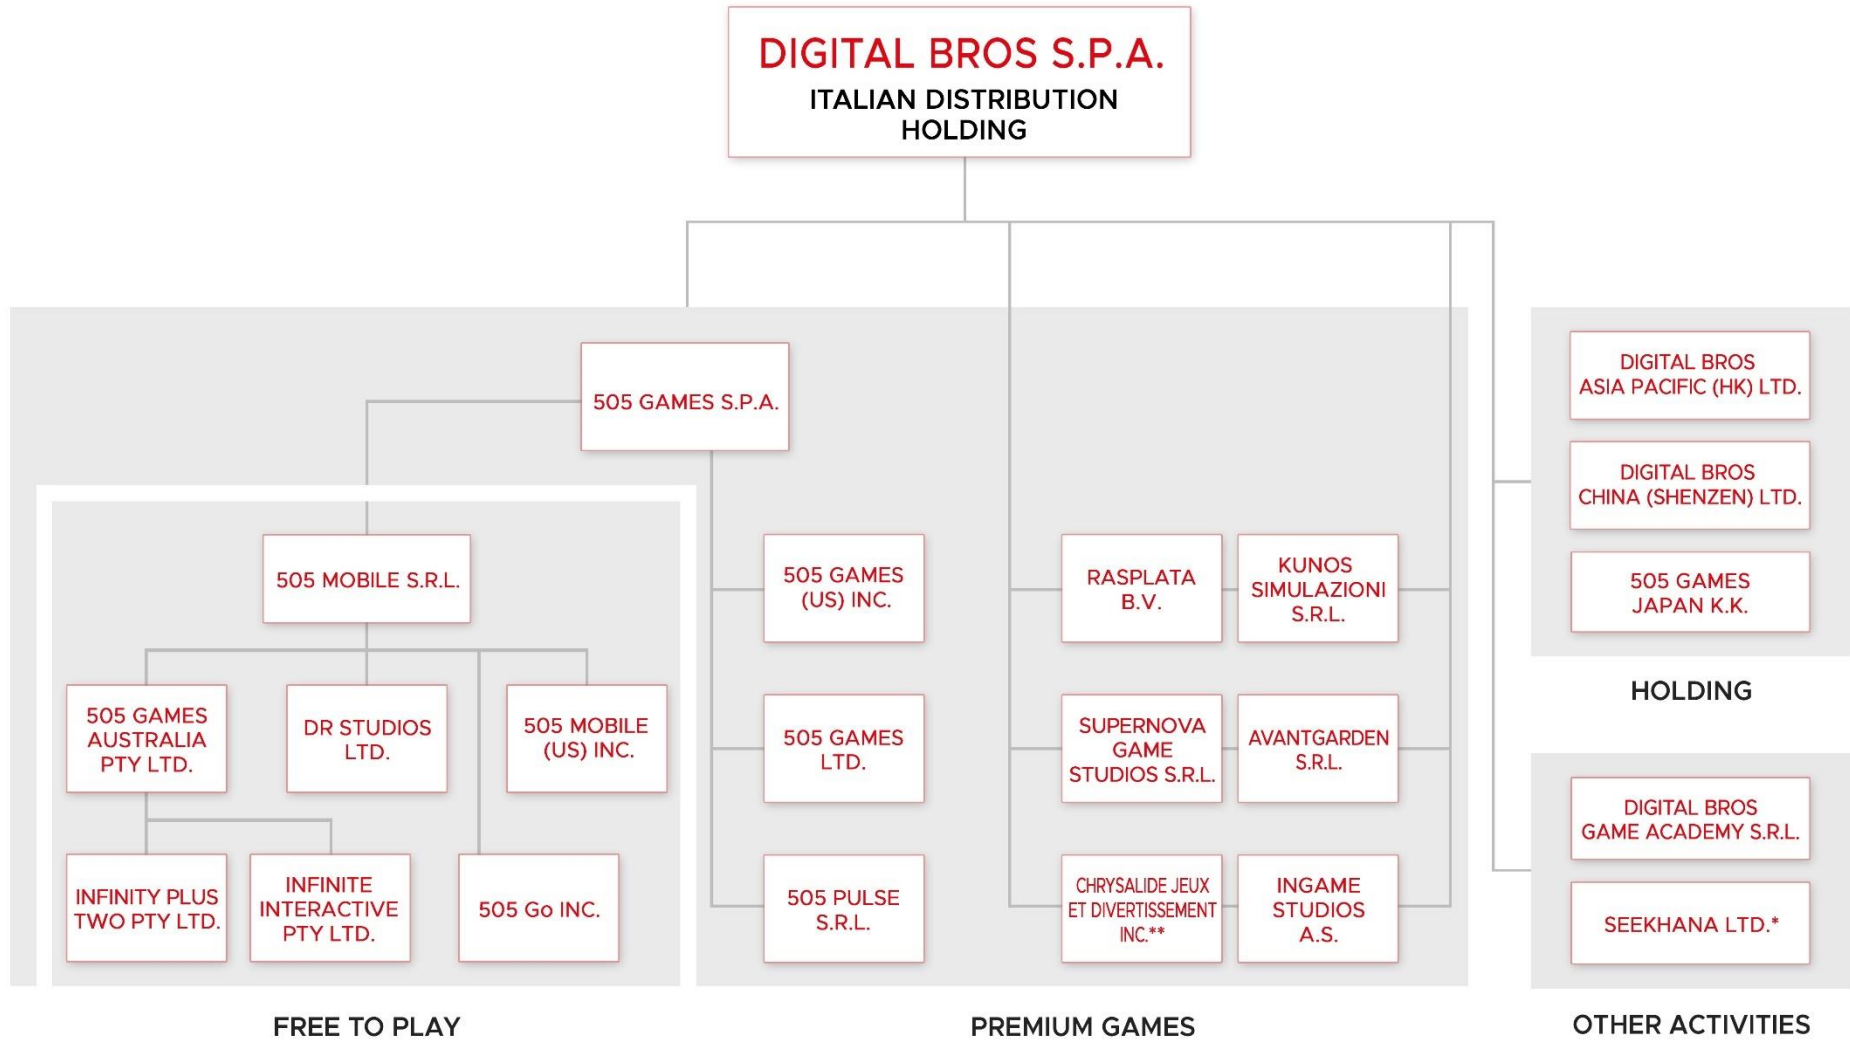 DIGITAL BROS S.P.A.
ITALIAN DISTRIBUTION
HOLDING
505 GAMES S.P.A.
505 MOBILE S.R.L.
505 GAMES
AUSTRALIA
PTY LTD.
DR STUDIOS
LTD.
505 MOBILE
(US) INC.
INFINITY PLUS
TWO PTY LTD.
INFINITE
INTERACTIVE
PTY LTD.
505 Go INC.
FREE TO PLAY
505 GAMES
(US) INC.
505 GAMES
LTD.
505 PULSE
S.R.L.
RASPLATA
B.V.
KUNOS
SIMULAZIONI
S.R.L.
SUPERNOVA
GAME
STUDIOS S.R.L.
AVANTGARDEN
S.R.L.
CHRYSALIDE JEUX
ET DIVERTISSEMENT
INC.**
INGAME
STUDIOS
A.S.
PREMIUM GAMES
DIGITAL BROS
ASIA PACIFIC (HK) LTD.
DIGITAL BROS
CHINA (SHENZEN) LTD.
505 GAMES
JAPAN K.K.
HOLDING
DIGITAL BROS
GAME ACADEMY S.R.L.
SEEKHANA LTD.*
OTHER ACTIVITIES